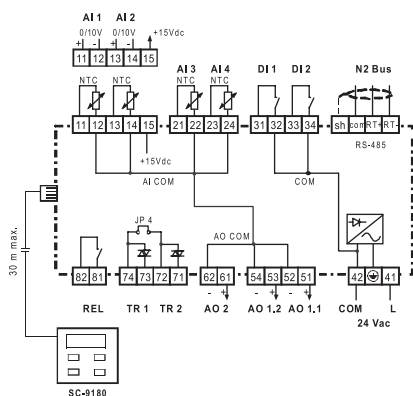 AI 1 AI 2
0/10V 0/10V +15Vdc
+ - + -
11 12 13 14 15
AI 3 AI 4 DI 1 DI 2 N2 Bus
NTC NTC NTC NTC
11 12 13 14 15 21 22 23 24 31 32 33 34 sh com RT+ RT-
RS-485
+15Vdc
AI COM COM
30 m max.
JP 4
AO COM
82 81 74 73 72 71 62 61 54 53 52 51 42 41
- + - + - +
REL TR 1 TR 2 AO 2 AO 1.2 AO 1.1 COM L
24 Vac
SC-9180